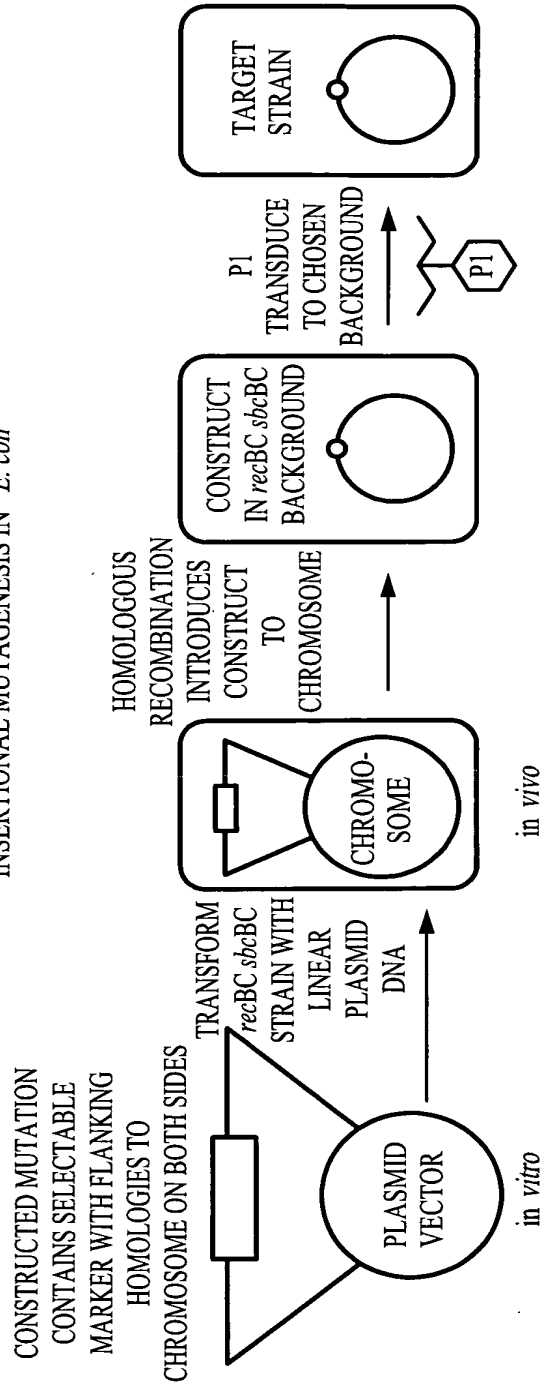 INSERTIONAL MUTAGENESIS IN E. coli
CONSTRUCTED MUTATION
CONTAINS SELECTABLE
MARKER WITH FLANKING
HOMOLOGIES TO
CHROMOSOME ON BOTH SIDES
PLASMID
VECTOR
in vitro
TRANSFORM
recBC sbcBC
STRAIN WITH
LINEAR
PLASMID
DNA
CHROMO-
SOME
in vivo
HOMOLOGOUS
RECOMBINATION
INTRODUCES
CONSTRUCT
TO
CHROMOSOME
CONSTRUCT
IN recBC sbcBC
BACKGROUND
P1
TRANSDUCE
TO CHOSEN
BACKGROUND
P1
TARGET
STRAIN